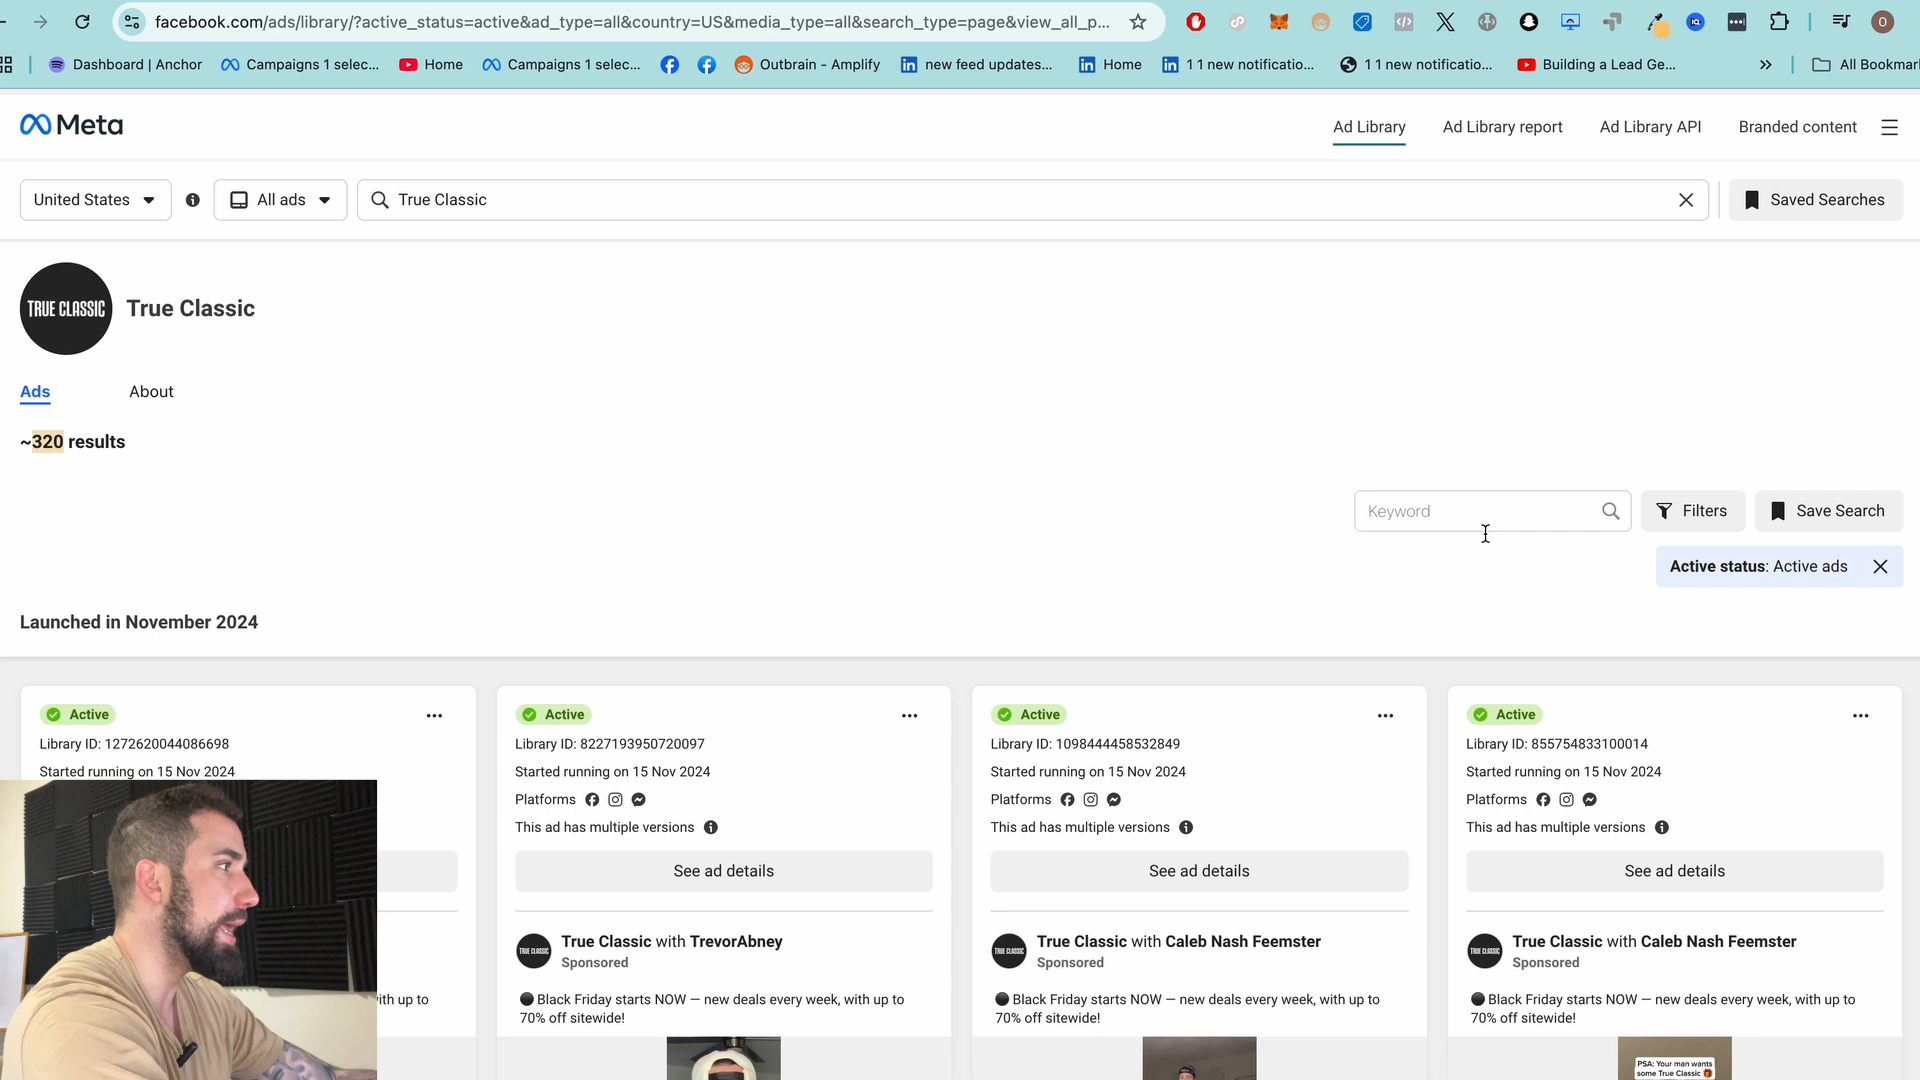 facebook.com/ads/library/?active_status=active&ad_type=all&country=US&media_type=all&search_type=page&view_all_p...
Dashboard | Anchor
Campaigns 1 selec...
Home
Campaigns 1 selec...
Outbrain - Amplify
new feed updates...
Home
1 1 new notificatio...
1 1 new notificatio...
Building a Lead Ge...
All Bookmar
Meta
Ad Library
Ad Library report
Ad Library API
Branded content
United States
All ads
True Classic
Saved Searches
TRUE CLASSIC
True Classic
Ads
About
~320 results
Keyword
Filters
Save Search
Active status: Active ads
Launched in November 2024
Active
Library ID: 1272620044086698
Started running on 15 Nov 2024
ith up to
Active
Library ID: 8227193950720097
Started running on 15 Nov 2024
Platforms
This ad has multiple versions
See ad details
TRUE CLASSIC
True Classic with TrevorAbney
Sponsored
Black Friday starts NOW — new deals every week, with up to
70% off sitewide!
Active
Library ID: 1098444458532849
Started running on 15 Nov 2024
Platforms
This ad has multiple versions
See ad details
TRUE CLASSIC
True Classic with Caleb Nash Feemster
Sponsored
Black Friday starts NOW — new deals every week, with up to
70% off sitewide!
Active
Library ID: 855754833100014
Started running on 15 Nov 2024
Platforms
This ad has multiple versions
See ad details
TRUE CLASSIC
True Classic with Caleb Nash Feemster
Sponsored
Black Friday starts NOW — new deals every week, with up to
70% off sitewide!
PSA: Your man wants
some True Classic